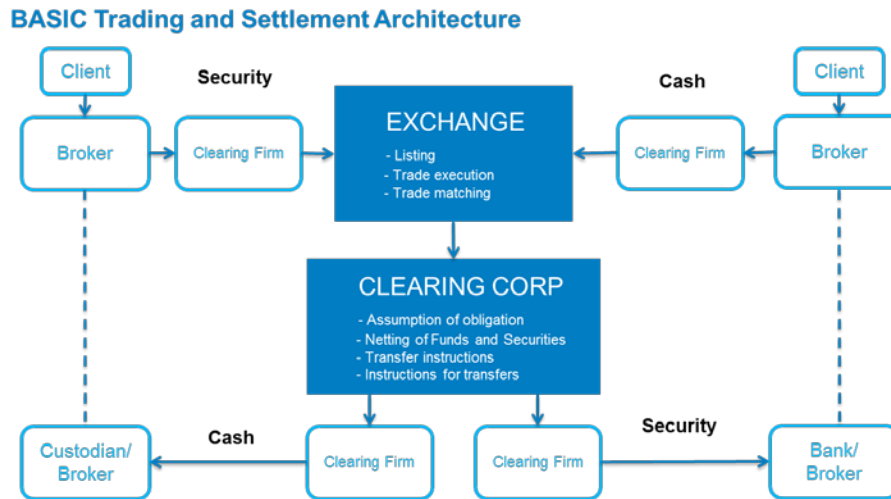 BASIC Trading and Settlement Architecture
Client
Security
Cash
Client
Broker
Clearing Firm
EXCHANGE
- Listing
- Trade execution
- Trade matching
Clearing Firm
Broker
CLEARING CORP
- Assumption of obligation
- Netting of Funds and Securities
- Transfer instructions
- Instructions for transfers
Custodian/
Broker
Cash
Clearing Firm
Clearing Firm
Security
Bank/
Broker